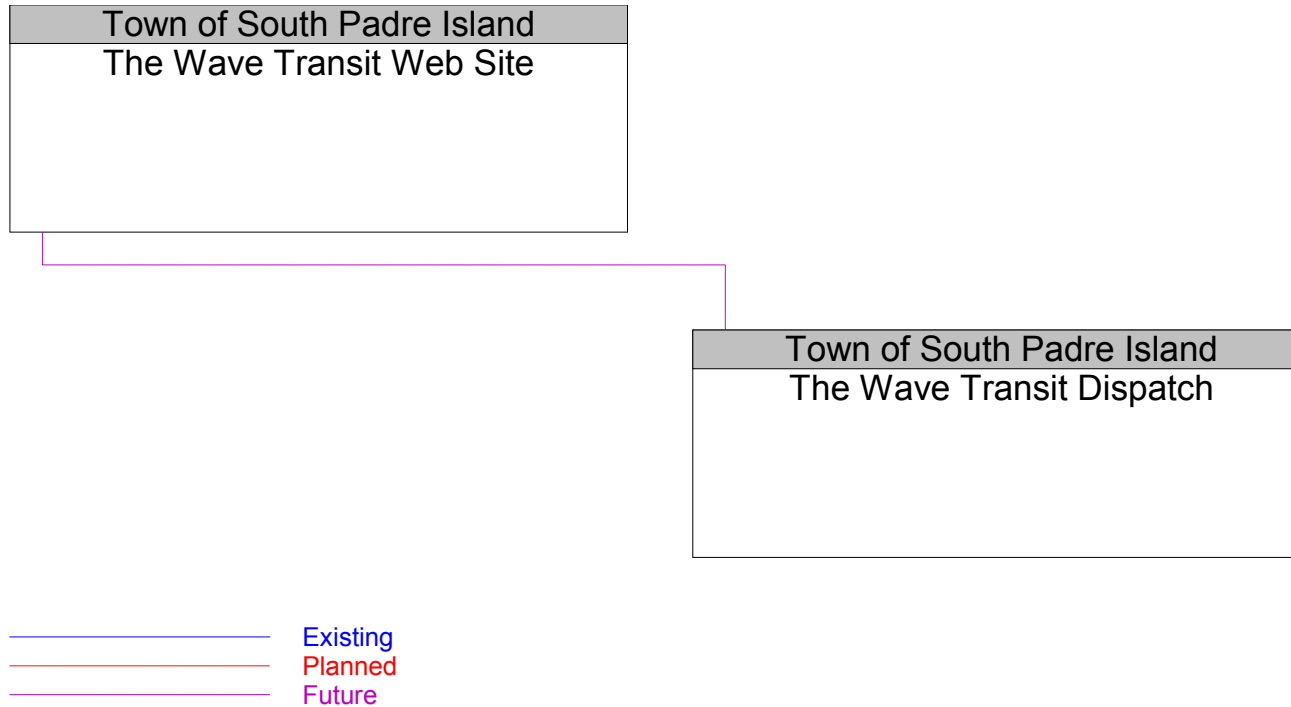 Town of South Padre Island
The Wave Transit Web Site
Town of South Padre Island
The Wave Transit Dispatch
Existing
Planned
Future